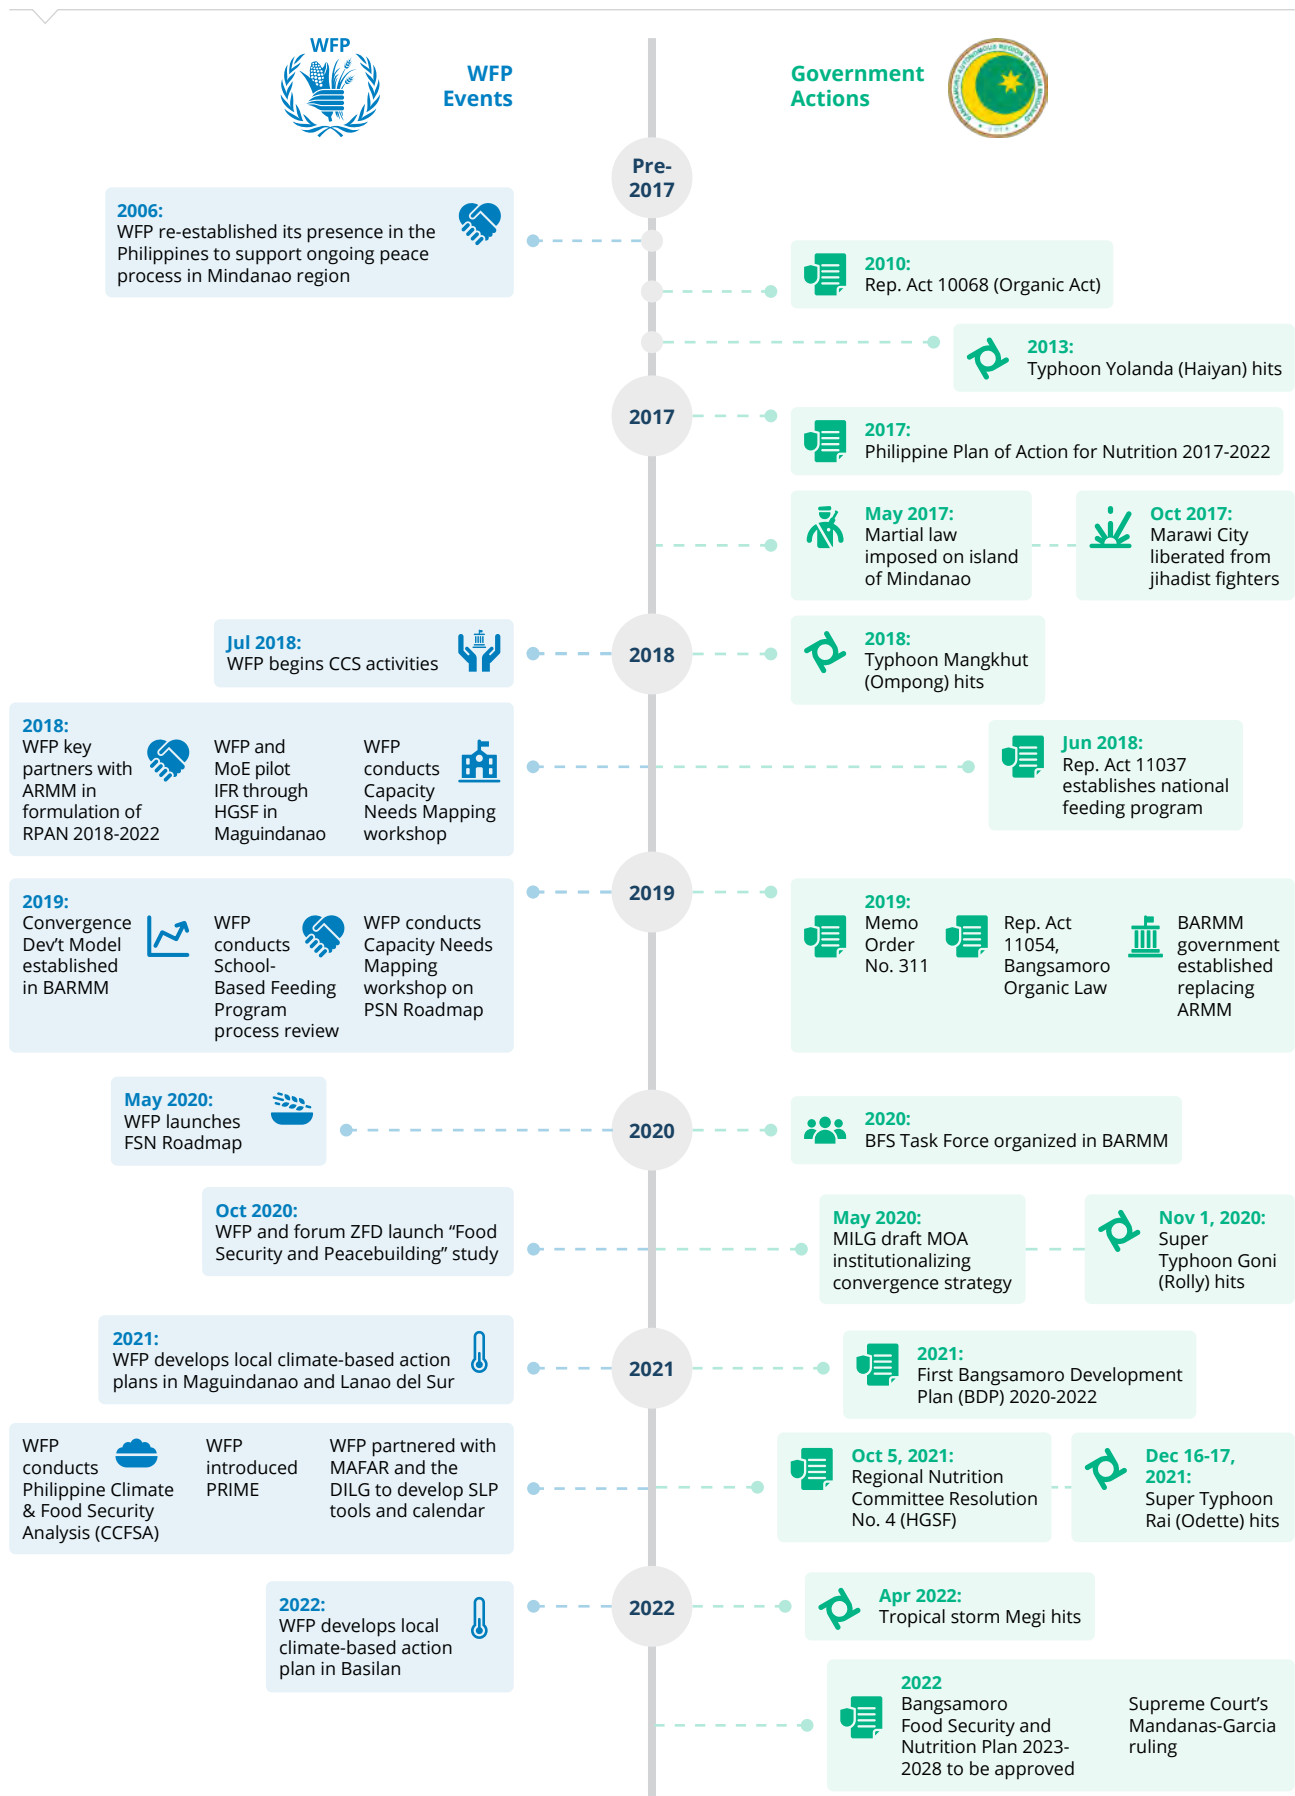 WFP
WFP
Events
Government
Actions
BANGSAMORO AUTONOMOUS REGION IN MUSLIM MINDANAO
2019
Pre-
2017
2006:
WFP re-established its presence in the
Philippines to support ongoing peace
process in Mindanao region
2010:
Rep. Act 10068 (Organic Act)
2013:
Typhoon Yolanda (Haiyan) hits
2017
2017:
Philippine Plan of Action for Nutrition 2017-2022
May 2017:
Martial law
imposed on island
of Mindanao
Oct 2017:
Marawi City
liberated from
jihadist fighters
Jul 2018:
WFP begins CCS activities
2018
2018:
Typhoon Mangkhut
(Ompong) hits
2018:
WFP key
partners with
ARMM in
formulation of
RPAN 2018-2022
WFP and
MoE pilot
IFR through
HGSF in
Maguindanao
WFP
conducts
Capacity
Needs Mapping
workshop
Jun 2018:
Rep. Act 11037
establishes national
feeding program
2019
2019:
Convergence
Dev’t Model
established
in BARMM
WFP
conducts
School-
Based Feeding
Program
process review
WFP conducts
Capacity Needs
Mapping
workshop on
PSN Roadmap
2019:
Memo
Order
No. 311
Rep. Act
11054,
Bangsamoro
Organic Law
BARMM
government
established
replacing
ARMM
May 2020:
WFP launches
FSN Roadmap
2020
2020:
BFS Task Force organized in BARMM
Oct 2020:
WFP and forum ZFD launch “Food
Security and Peacebuilding” study
May 2020:
MILG draft MOA
institutionalizing
convergence strategy
Nov 1, 2020:
Super
Typhoon Goni
(Rolly) hits
2021:
WFP develops local climate-based action
plans in Maguindanao and Lanao del Sur
2021
2021:
First Bangsamoro Development
Plan (BDP) 2020-2022
WFP
conducts
Philippine Climate
& Food Security
Analysis (CCFSA)
WFP
introduced
PRIME
WFP partnered with
MAFAR and the
DILG to develop SLP
tools and calendar
Oct 5, 2021:
Regional Nutrition
Committee Resolution
No. 4 (HGSF)
Dec 16-17,
2021:
Super Typhoon
Rai (Odette) hits
2022:
WFP develops local
climate-based action
plan in Basilan
2022
Apr 2022:
Tropical storm Megi hits
2022
Bangsamoro
Food Security and
Nutrition Plan 2023-
2028 to be approved
Supreme Court’s
Mandanas-Garcia
ruling